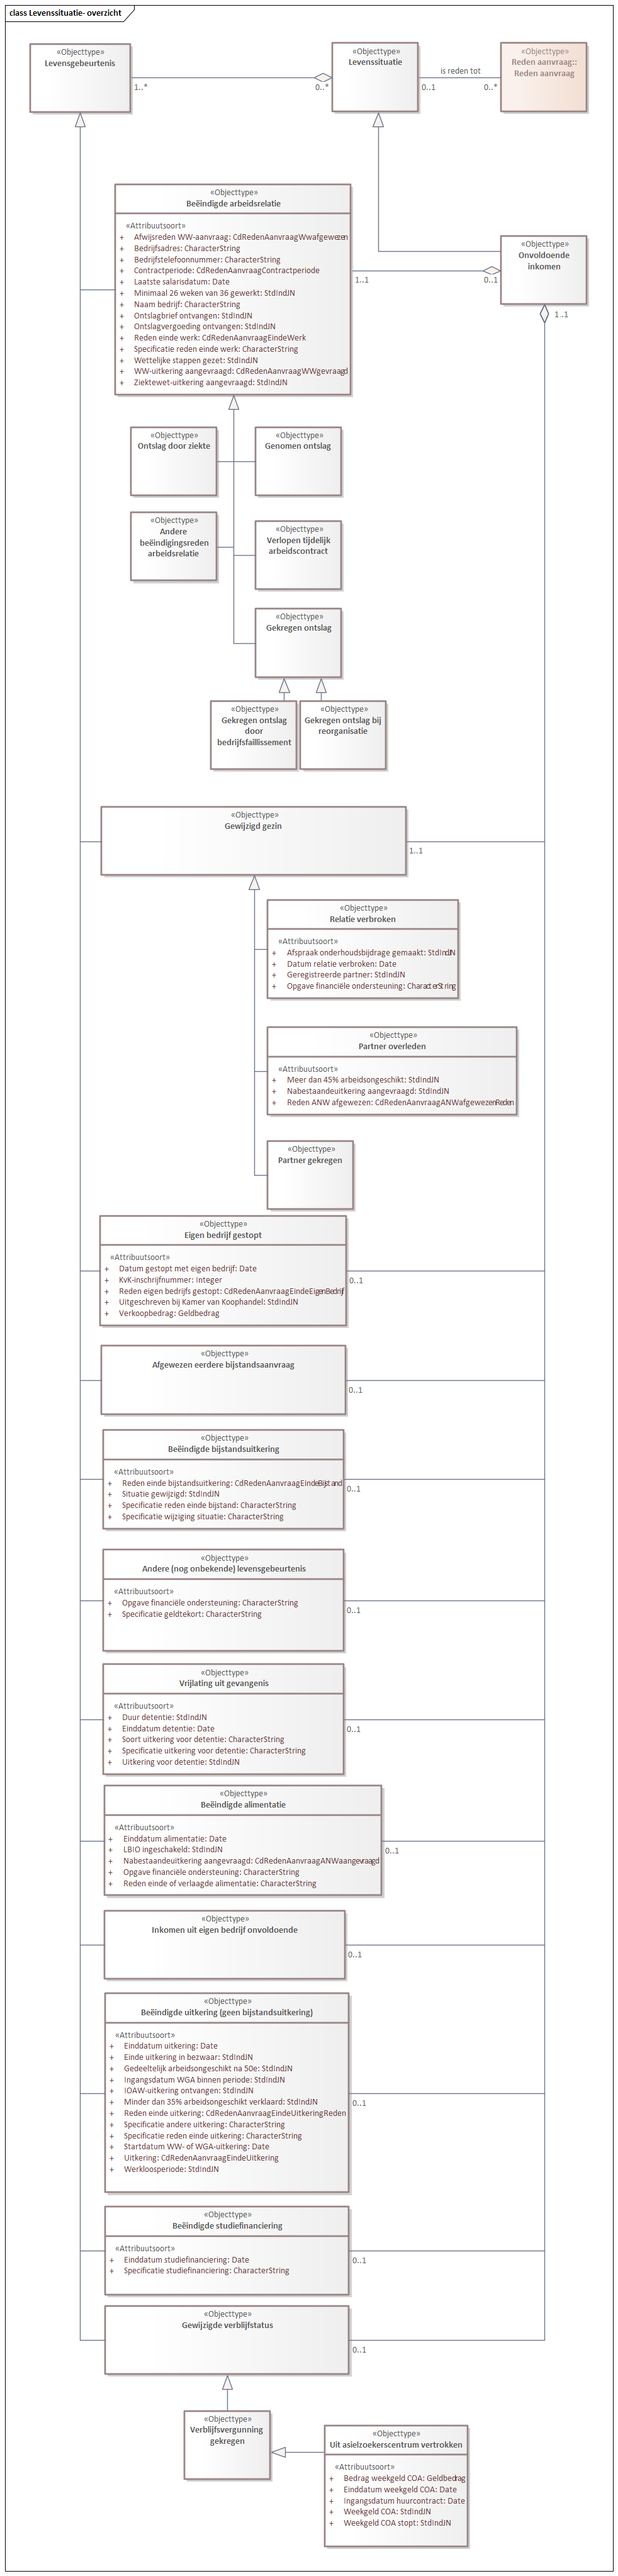 class Levenssituatie- overzicht
«Objecttype»
Levensgebeurtenis
«Objecttype»
Levenssituatie
«Objecttype»
Reden aanvraag::
Reden aanvraag
1..*
0..*
0..1
is reden tot
0..*
«Objecttype»
Beëindigde arbeidsrelatie
«Attribuutsoort»
+ Afwijsreden WW-aanvraag: CdRedenAanvraagWwafgewezen
+ Bedrijfsadres: CharacterString
+ Bedrijfstelefoonnummer: CharacterString
+ Contractperiode: CdRedenAanvraagContractperiode
+ Laatste salarisdatum: Date
+ Minimaal 26 weken van 36 gewerkt: StdIndJN
+ Naam bedrijf: CharacterString
+ Ontslagbrief ontvangen: StdIndJN
+ Ontslagvergoeding ontvangen: StdIndJN
+ Reden einde werk: CdRedenAanvraagEindeWerk
+ Specificatie reden einde werk: CharacterString
+ Wettelijke stappen gezet: StdIndJN
+ WW-uitkering aangevraagd: CdRedenAanvraagWWgevraagd
+ Ziektewet-uitkering aangevraagd: StdIndJN
«Objecttype»
Onvoldoende
inkomen
1..1
0..1
1..1
«Objecttype»
Ontslag door ziekte
«Objecttype»
Genomen ontslag
«Objecttype»
Andere
beëindigingsreden
arbeidsrelatie
«Objecttype»
Verlopen tijdelijk
arbeidscontract
«Objecttype»
Gekregen ontslag
«Objecttype»
Gekregen ontslag
door
bedrijfsfaillissement
«Objecttype»
Gekregen ontslag bij
reorganisatie
«Objecttype»
Gewijzigd gezin
1..1
«Objecttype»
Relatie verbroken
«Attribuutsoort»
+ Afspraak onderhoudsbijdrage gemaakt: StdIndJN
+ Datum relatie verbroken: Date
+ Geregistreerde partner: StdIndJN
+ Opgave financiële ondersteuning: CharacterString
«Objecttype»
Partner overleden
«Attribuutsoort»
+ Meer dan 45% arbeidsongeschikt: StdIndJN
+ Nabestaandeuitkering aangevraagd: StdIndJN
+ Reden ANW afgewezen: CdRedenAanvraagANWafgewezenReden
«Objecttype»
Partner gekregen
«Objecttype»
Eigen bedrijf gestopt
«Attribuutsoort»
+ Datum gestopt met eigen bedrijf: Date
+ KvK-inschrijfnummer: Integer
+ Reden eigen bedrijfs gestopt: CdRedenAanvraagEindeEigenBedrijf
+ Uitgeschreven bij Kamer van Koophandel: StdIndJN
+ Verkoopbedrag: Geldbedrag
0..1
«Objecttype»
Afgewezen eerdere bijstandsaanvraag
0..1
«Objecttype»
Beëindigde bijstandsuitkering
«Attribuutsoort»
+ Reden einde bijstandsuitkering: CdRedenAanvraagEindeBijstand
+ Situatie gewijzigd: StdIndJN
+ Specificatie reden einde bijstand: CharacterString
+ Specificatie wijziging situatie: CharacterString
0..1
«Objecttype»
Andere (nog onbekende) levensgebeurtenis
«Attribuutsoort»
+ Opgave financiële ondersteuning: CharacterString
+ Specificatie geldtekort: CharacterString
0..1
«Objecttype»
Vrijlating uit gevangenis
«Attribuutsoort»
+ Duur detentie: StdIndJN
+ Einddatum detentie: Date
+ Soort uitkering voor detentie: CharacterString
+ Specificatie uitkering voor detentie: CharacterString
+ Uitkering voor detentie: StdIndJN
0..1
«Objecttype»
Beëindigde alimentatie
«Attribuutsoort»
+ Einddatum alimentatie: Date
+ LBIO ingeschakeld: StdIndJN
+ Nabestaandeuitkering aangevraagd: CdRedenAanvraagANWaangevraagd
+ Opgave financiële ondersteuning: CharacterString
+ Reden einde of verlaagde alimentatie: CharacterString
0..1
«Objecttype»
Inkomen uit eigen bedrijf onvoldoende
0..1
«Objecttype»
Beëindigde uitkering (geen bijstandsuitkering)
«Attribuutsoort»
+ Einddatum uitkering: Date
+ Einde uitkering in bezwaar: StdIndJN
+ Gedeeltelijk arbeidsongeschikt na 50e: StdIndJN
+ Ingangsdatum WGA binnen periode: StdIndJN
+ IOAW-uitkering ontvangen: StdIndJN
+ Minder dan 35% arbeidsongeschikt verklaard: StdIndJN
+ Reden einde uitkering: CdRedenAanvraagEindeUitkeringReden
+ Specificatie andere uitkering: CharacterString
+ Specificatie reden einde uitkering: CharacterString
+ Startdatum WW- of WGA-uitkering: Date
+ Uitkering: CdRedenAanvraagEindeUitkering
+ Werkloosperiode: StdIndJN
0..1
«Objecttype»
Beëindigde studiefinanciering
«Attribuutsoort»
+ Einddatum studiefinanciering: Date
+ Specificatie studiefinanciering: CharacterString
0..1
«Objecttype»
Gewijzigde verblijfstatus
0..1
«Objecttype»
Verblijfsvergunning
gekregen
«Objecttype»
Uit asielzoekerscentrum vertrokken
«Attribuutsoort»
+ Bedrag weekgeld COA: Geldbedrag
+ Einddatum weekgeld COA: Date
+ Ingangsdatum huurcontract: Date
+ Weekgeld COA: StdIndJN
+ Weekgeld COA stopt: StdIndJN